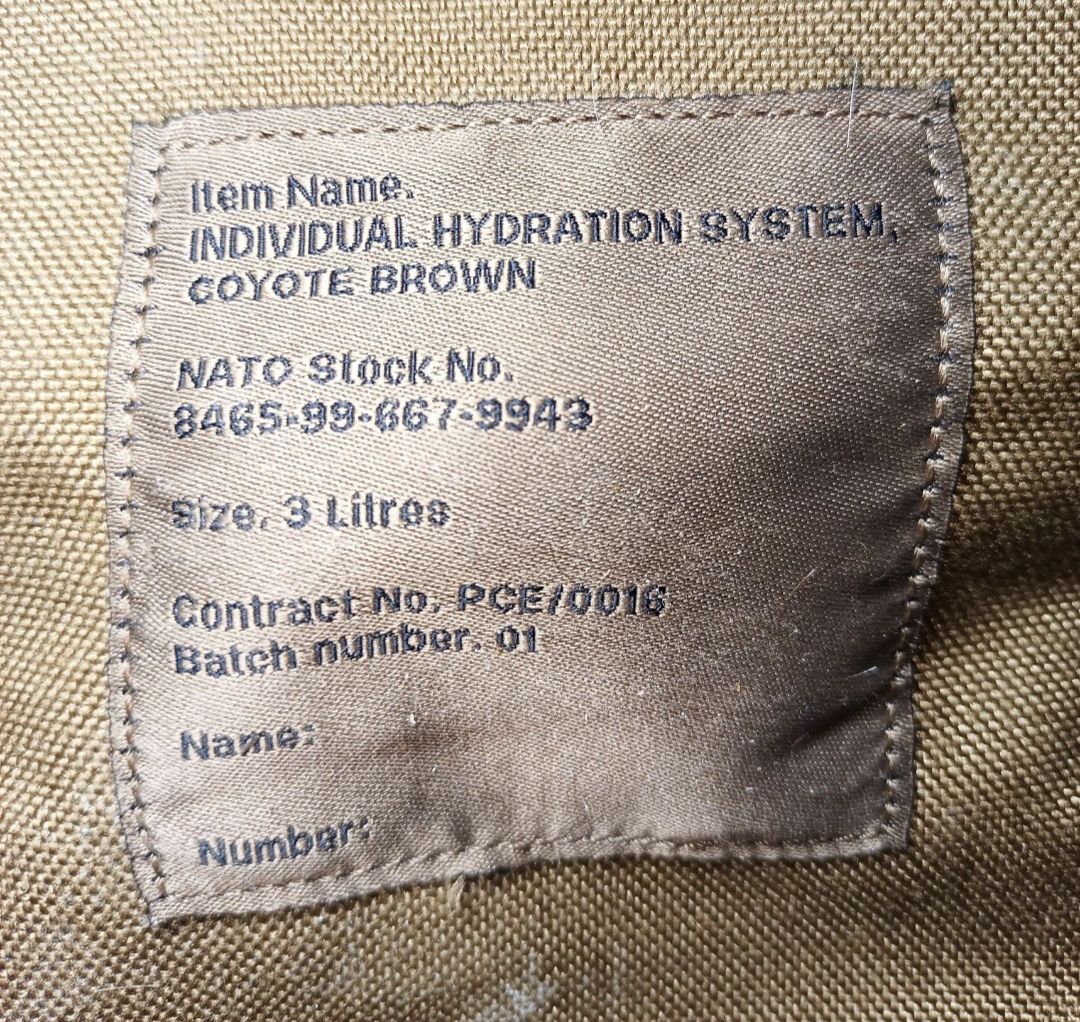 Item Name.
INDIVIDUAL HYDRATION SYSTEM,
COYOTE BROWN
NATO Stock No.
8465-99-667-9943
Size. 3 Litres
Contract No. PCE/0016
Batch number. 01
Name:
Number: